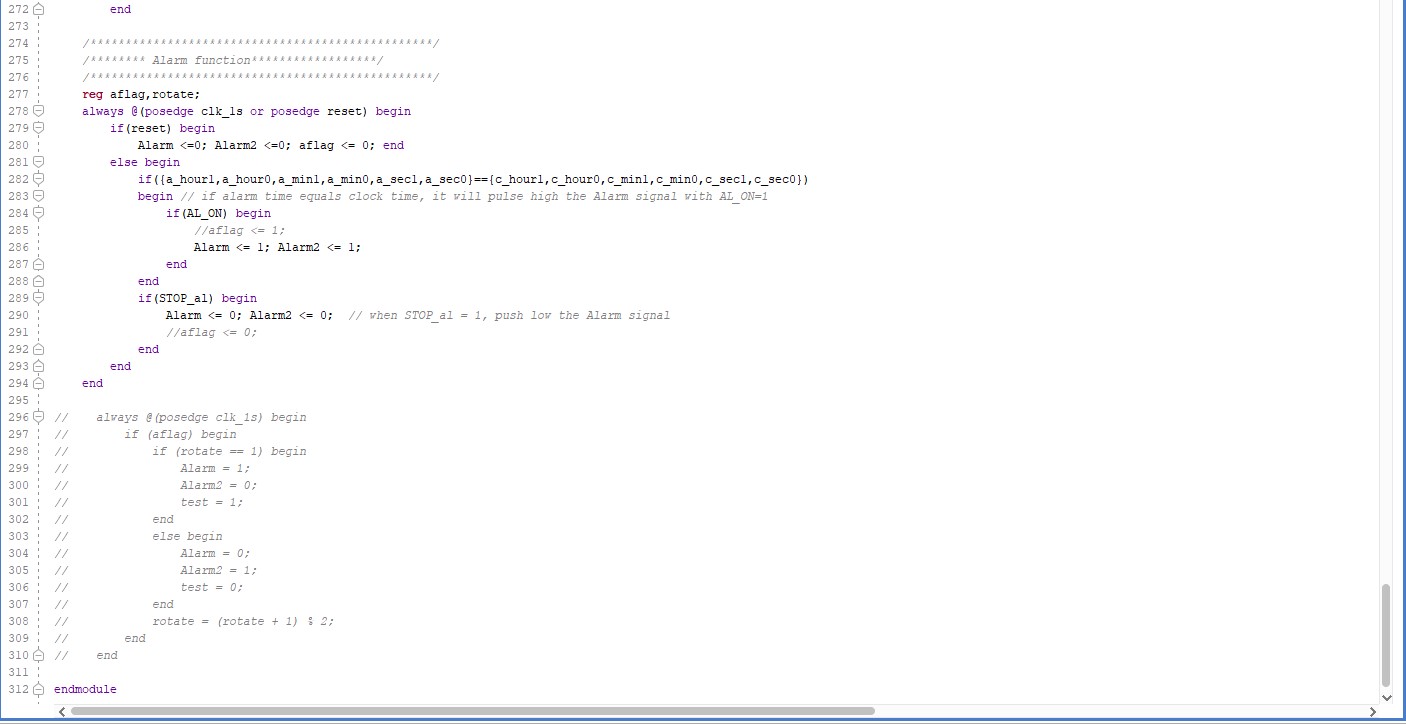 272 end
273
274 /*************************************************/
275 /******** Alarm function******************/
276 /*************************************************/
277 reg aflag,rotate;
278 always @(posedge clk_1s or posedge reset) begin
279 if(reset) begin
280 Alarm <=0; Alarm2 <=0; aflag <= 0; end
281 else begin
282 if({a_hour1,a_hour0,a_min1,a_min0,a_sec1,a_sec0}=={c_hour1,c_hour0,c_min1,c_min0,c_sec1,c_sec0})
283 begin // if alarm time equals clock time, it will pulse high the Alarm signal with AL_ON=1
284 if(AL_ON) begin
285 //aflag <= 1;
286 Alarm <= 1; Alarm2 <= 1;
287 end
288 end
289 if(STOP_al) begin
290 Alarm <= 0; Alarm2 <= 0; // when STOP_al = 1, push low the Alarm signal
291 //aflag <= 0;
292 end
293 end
294 end
295
296 // always @(posedge clk_1s) begin
297 // if (aflag) begin
298 // if (rotate == 1) begin
299 // Alarm = 1;
300 // Alarm2 = 0;
301 // test = 1;
302 // end
303 // else begin
304 // Alarm = 0;
305 // Alarm2 = 1;
306 // test = 0;
307 // end
308 // rotate = (rotate + 1) % 2;
309 // end
310 // end
311
312 endmodule